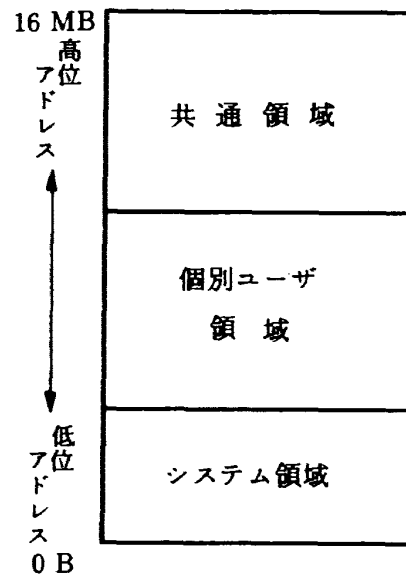 16 MB
高位
アドレス
共通領域
個別ユーザ
領域
低位
アドレス
システム領域
0 B